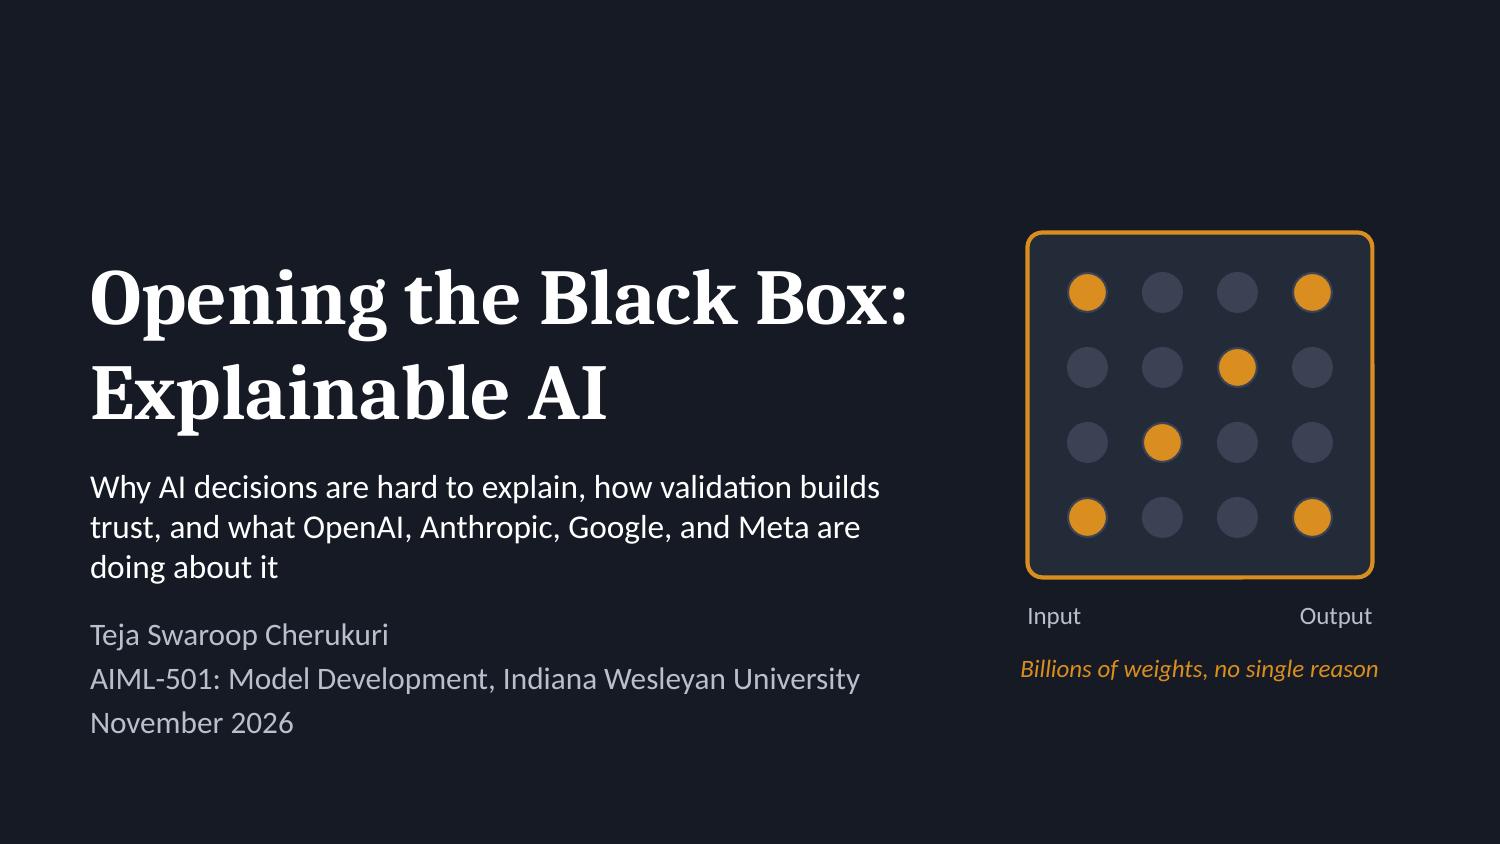 Opening the Black Box:
Explainable AI
Why AI decisions are hard to explain, how validation builds
trust, and what OpenAI, Anthropic, Google, and Meta are
doing about it
Teja Swaroop Cherukuri
AIML-501: Model Development, Indiana Wesleyan University
November 2026
Input
Output
Billions of weights, no single reason